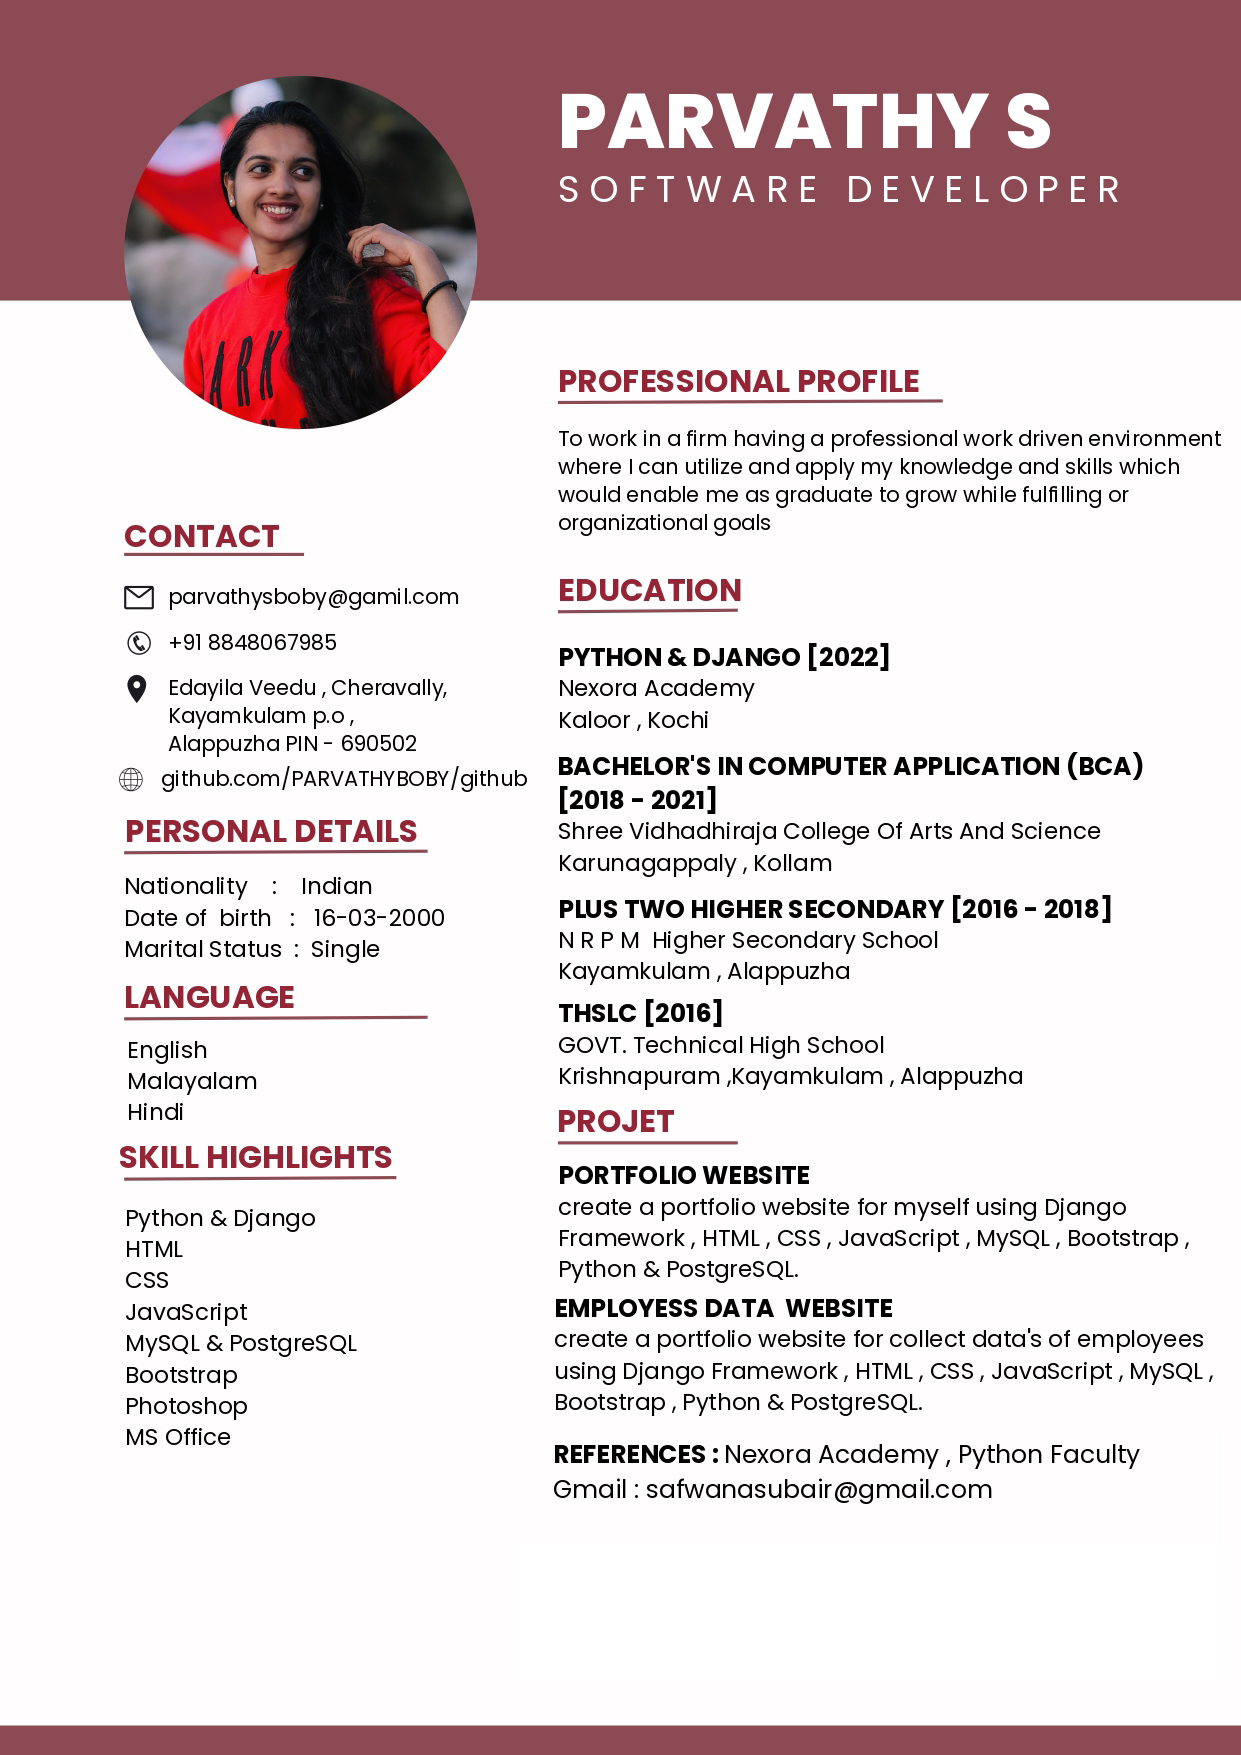 PARVATHY S
SOFTWARE DEVELOPER
ARK
CONTACT
parvathysboby@gamil.com
+91 8848067985
Edayila Veedu , Cheravally,
Kayamkulam p.o ,
Alappuzha PIN - 690502
github.com/PARVATHYBOBY/github
PERSONAL DETAILS
Nationality : Indian
Date of birth : 16-03-2000
Marital Status : Single
LANGUAGE
English
Malayalam
Hindi
SKILL HIGHLIGHTS
Python & Django
HTML
CSS
JavaScript
MySQL & PostgreSQL
Bootstrap
Photoshop
MS Office
PROFESSIONAL PROFILE
To work in a firm having a professional work driven environment
where I can utilize and apply my knowledge and skills which
would enable me as graduate to grow while fulfilling or
organizational goals
EDUCATION
PYTHON & DJANGO [2022]
Nexora Academy
Kaloor , Kochi
BACHELOR'S IN COMPUTER APPLICATION (BCA)
[2018 - 2021]
Shree Vidhadhiraja College Of Arts And Science
Karunagappaly , Kollam
PLUS TWO HIGHER SECONDARY [2016 - 2018]
N R P M Higher Secondary School
Kayamkulam , Alappuzha
THSLC [2016]
GOVT. Technical High School
Krishnapuram ,Kayamkulam , Alappuzha
PROJET
PORTFOLIO WEBSITE
create a portfolio website for myself using Django
Framework , HTML , CSS , JavaScript , MySQL , Bootstrap ,
Python & PostgreSQL.
EMPLOYESS DATA WEBSITE
create a portfolio website for collect data's of employees
using Django Framework , HTML , CSS , JavaScript , MySQL ,
Bootstrap , Python & PostgreSQL.
REFERENCES : Nexora Academy , Python Faculty
Gmail : safwanasubair@gmail.com